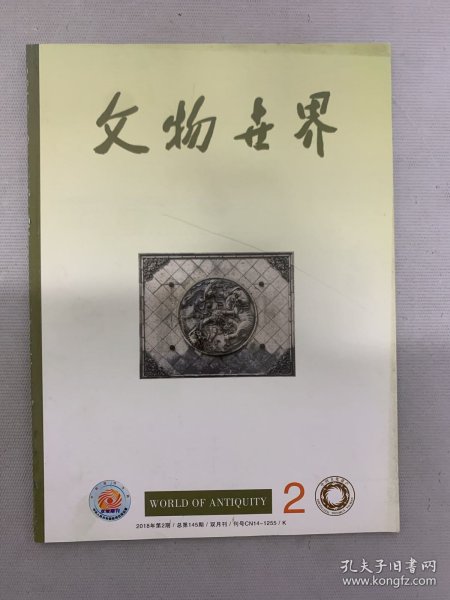 文物世界
WORLD OF ANTIQUITY 2
2018年第2期 / 总第145期 / 双月刊 / 刊号CN14-1255 / K
孔夫子旧书网
www.kongfz.com